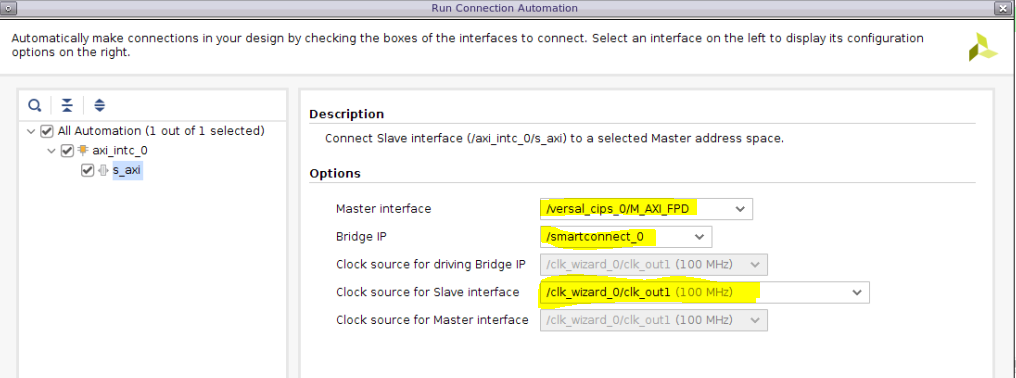 Run Connection Automation
Automatically make connections in your design by checking the boxes of the interfaces to connect. Select an interface on the left to display its configuration
options on the right.
All Automation (1 out of 1 selected)
axi_intc_0
s_axi
Description
Connect Slave interface (/axi_intc_0/s_axi) to a selected Master address space.
Options
Master interface /versal_cips_0/M_AXI_FPD
Bridge IP /smartconnect_0
Clock source for driving Bridge IP /clk_wizard_0/clk_out1 (100 MHz)
Clock source for Slave interface /clk_wizard_0/clk_out1 (100 MHz)
Clock source for Master interface /clk_wizard_0/clk_out1 (100 MHz)